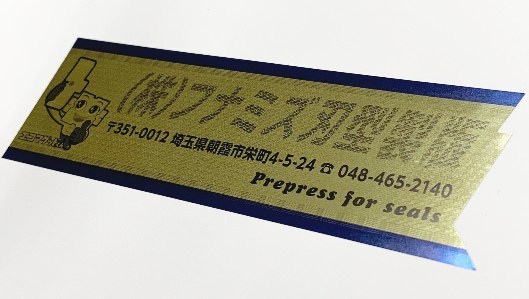 (株)フナミズ刃型製版
〒351-0012 埼玉県朝霞市栄町4-5-24 ☎ 048-465-2140
Prepress for seals